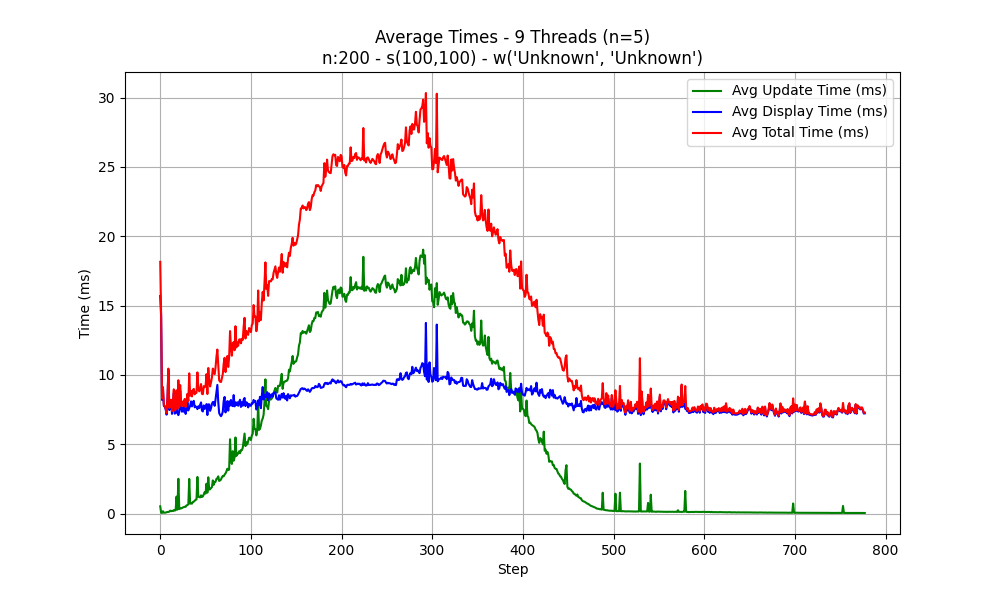 Average Times - 9 Threads (n=5)
n:200 - s(100,100) - w('Unknown', 'Unknown')
Avg Update Time (ms)
Avg Display Time (ms)
Avg Total Time (ms)
Time (ms)
30
25
20
15
10
5
0
0 100 200 300 400 500 600 700 800
Step